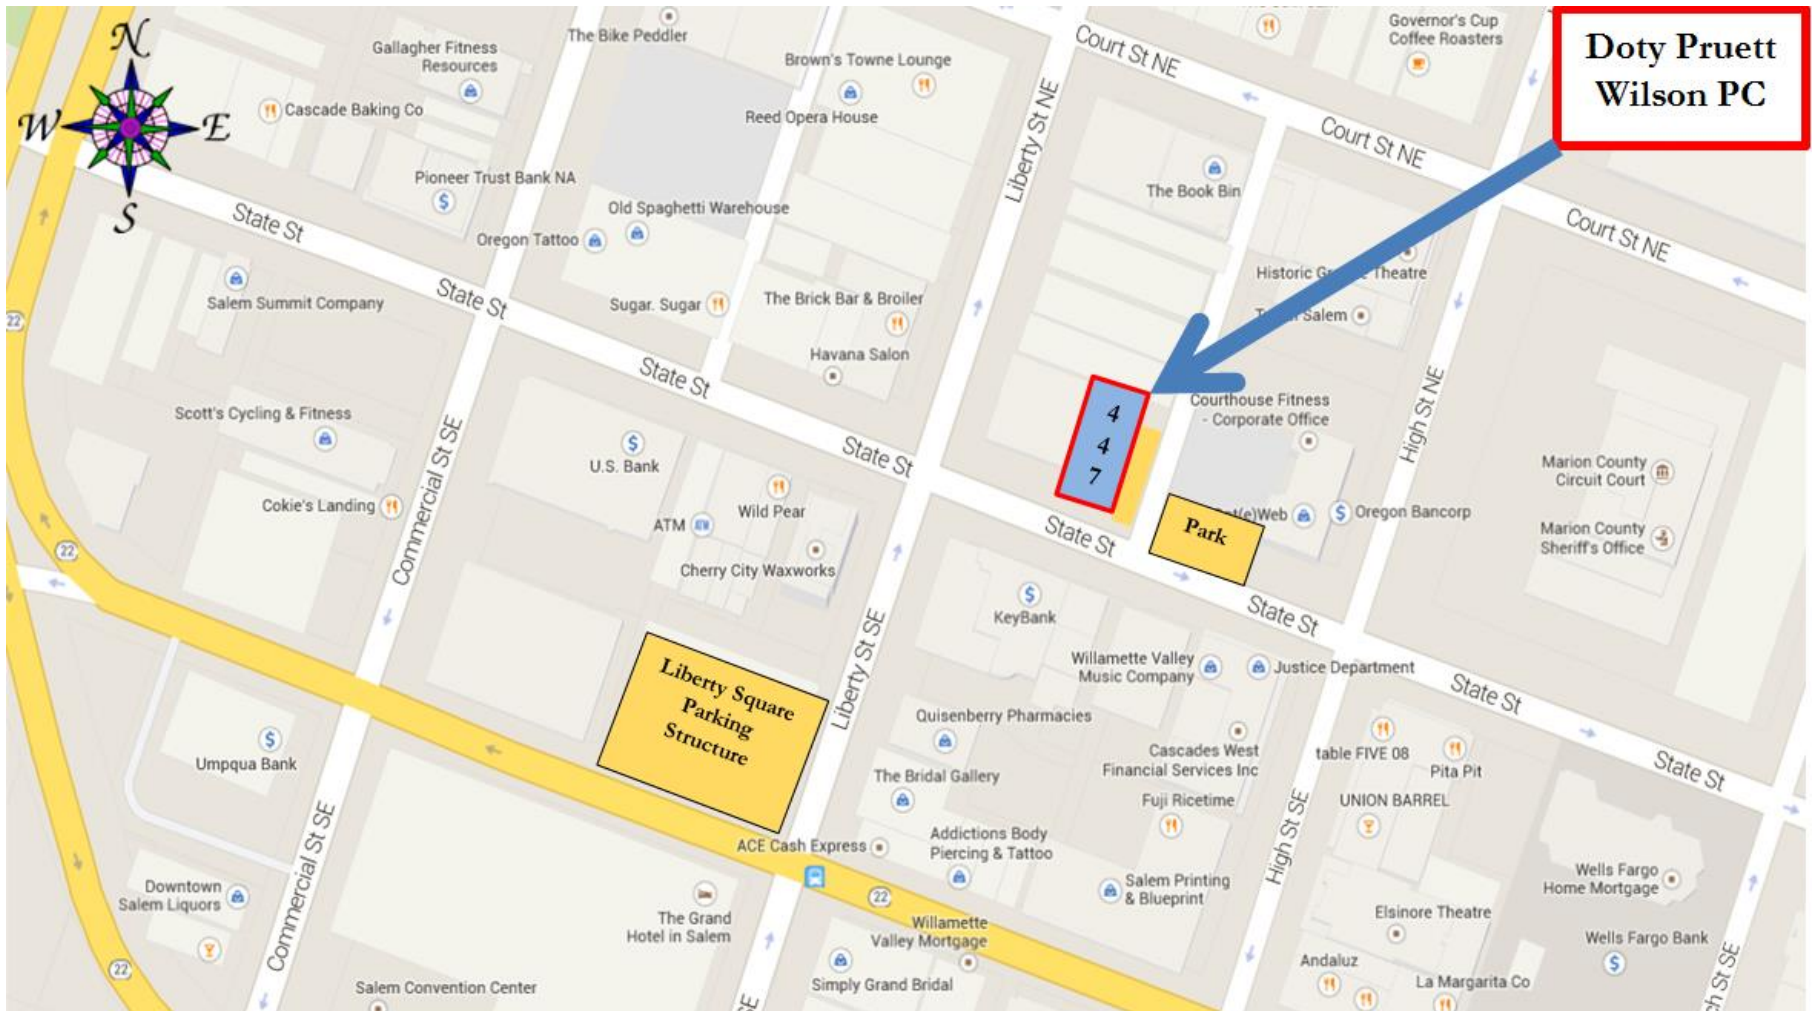 N
W
E
S
Doty Pruett
Wilson PC
The Bike Peddler
Gallagher Fitness
Resources
Cascade Baking Co
Brown's Towne Lounge
Reed Opera House
Governor's Cup
Coffee Roasters
Court St NE
Court St NE
Court St NE
Liberty St NE
The Book Bin
Pioneer Trust Bank NA
Old Spaghetti Warehouse
Oregon Tattoo
State St
State St
State St
State St
State St
State St
State St
State St
Salem Summit Company
Sugar. Sugar
The Brick Bar & Broiler
Havana Salon
Historic
Theatre
Salem
Courthouse Fitness
- Corporate Office
High St NE
4
4
7
Park
Web
Oregon Bancorp
Marion County
Circuit Court
Marion County
Sheriff's Office
22
Scott's Cycling & Fitness
Cokie's Landing
Commercial St SE
U.S. Bank
ATM
Wild Pear
Cherry City Waxworks
22
KeyBank
Liberty St SE
Willamette Valley
Music Company
Justice Department
Liberty Square
Parking
Structure
Quisenberry Pharmacies
Cascades West
Financial Services Inc
table FIVE 08
Pita Pit
Umpqua Bank
The Bridal Gallery
Fuji Ricetime
UNION BARREL
High St SE
Commercial St SE
ACE Cash Express
Addictions Body
Piercing & Tattoo
Salem Printing
& Blueprint
Wells Fargo
Home Mortgage
Downtown
Salem Liquors
The Grand
Hotel in Salem
22
Willamette
Valley Mortgage
Elsinore Theatre
Wells Fargo Bank
22
Salem Convention Center
Simply Grand Bridal
Andaluz
La Margarita Co
SE
ch St SE